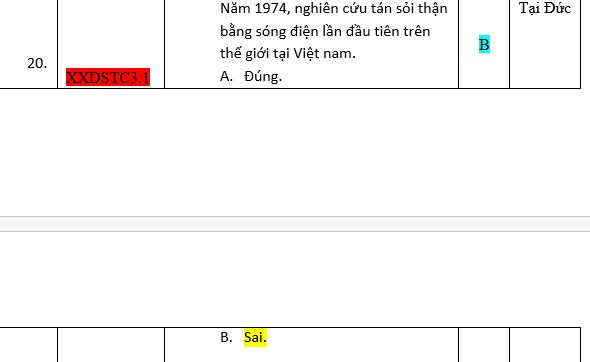 Năm 1974, nghiên cứu tán sỏi thận
bằng sóng điện lần đầu tiên trên
thế giới tại Việt nam.
A. Đúng.
20.
XXDSTC3.1
B
Tại Đức
B. Sai.